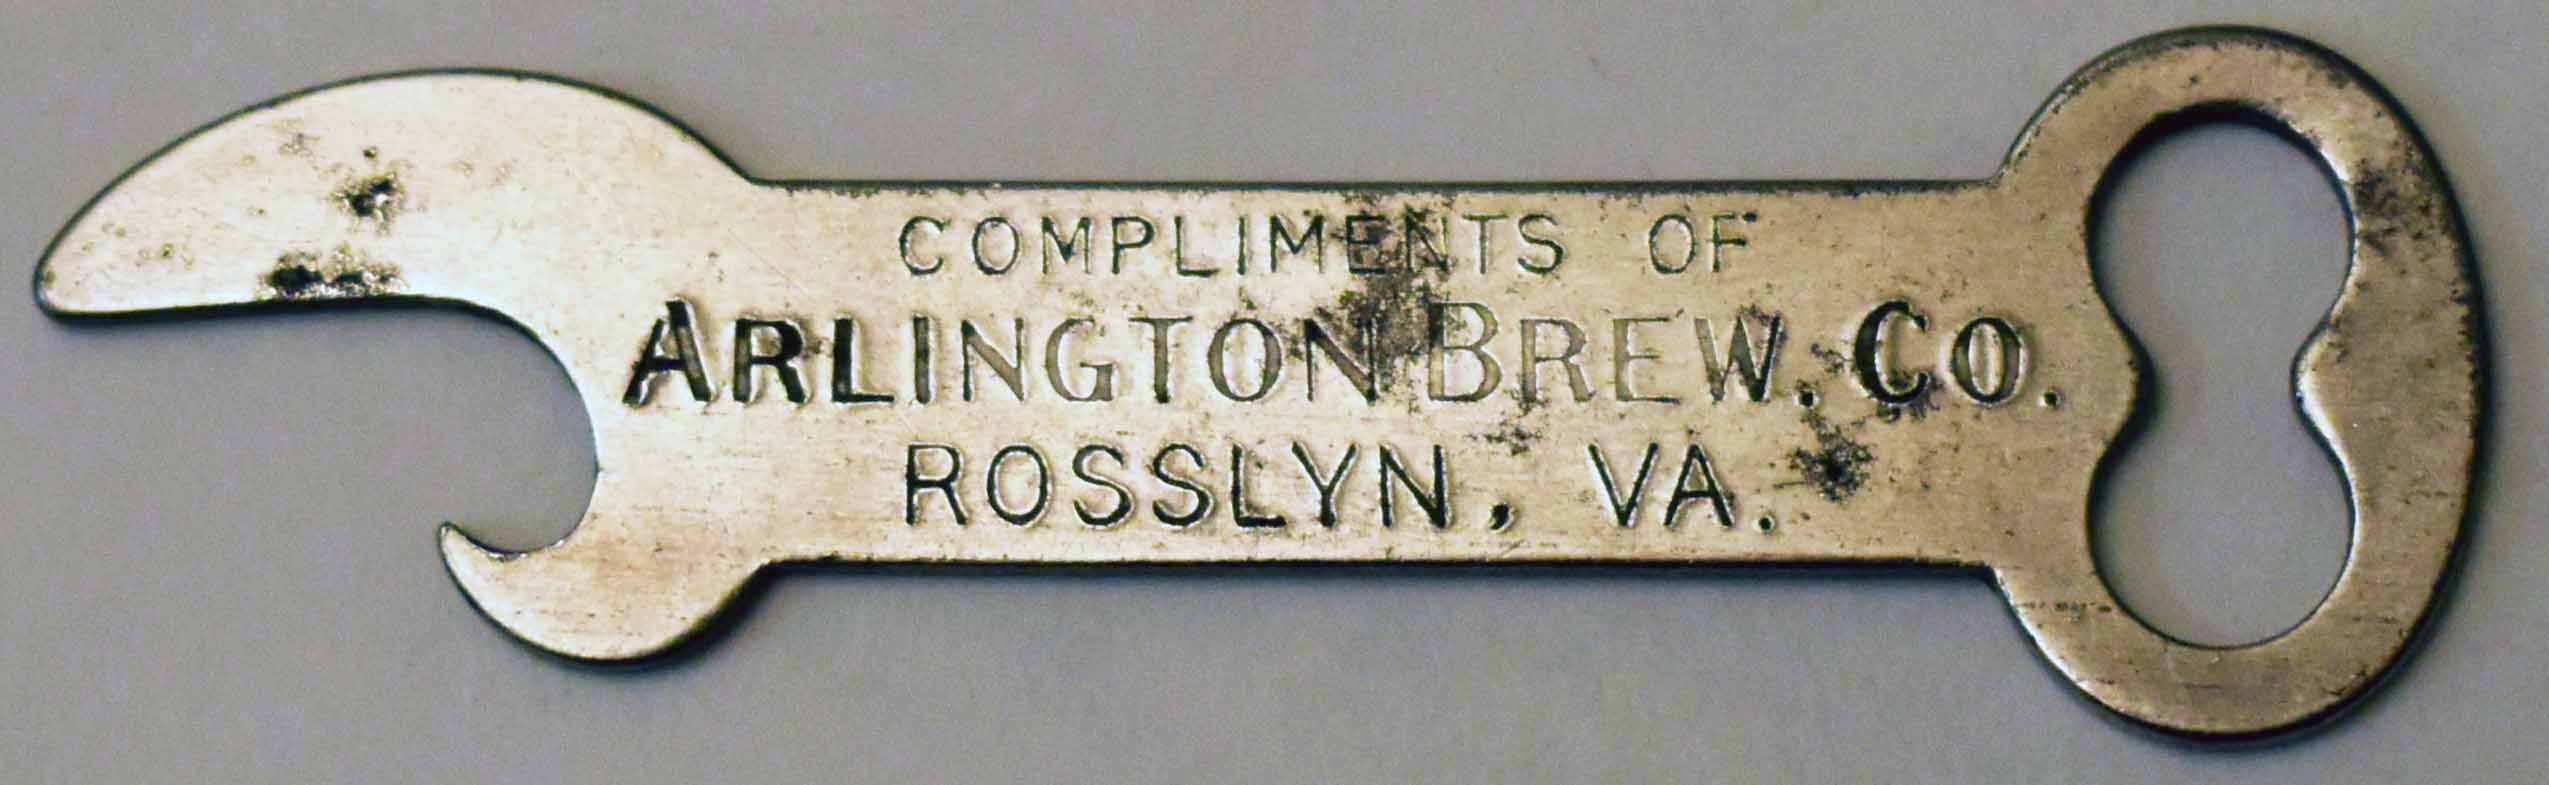 COMPLIMENTS OF
ARLINGTON BREW. CO.
ROSSLYN, VA.